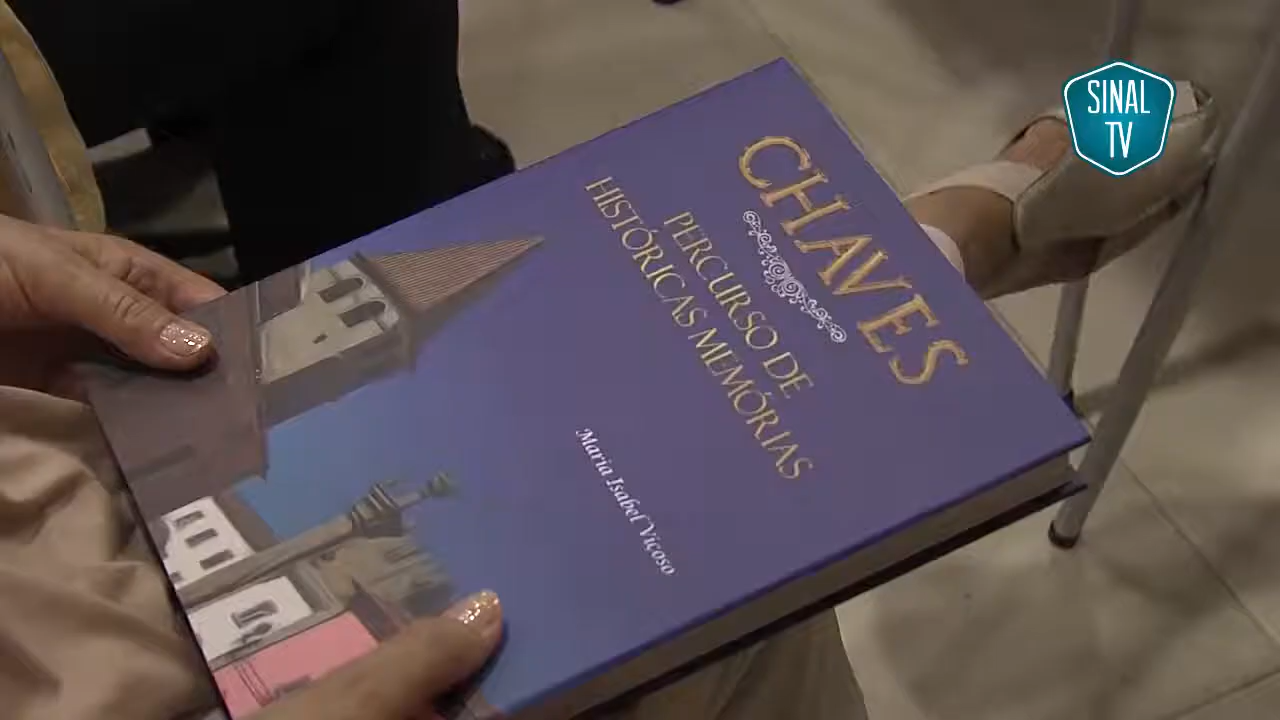 SINAL
TV
CHAVES
PERCURSO DE
HISTÓRICAS MEMÓRIAS
Maria Isabel Viçoso